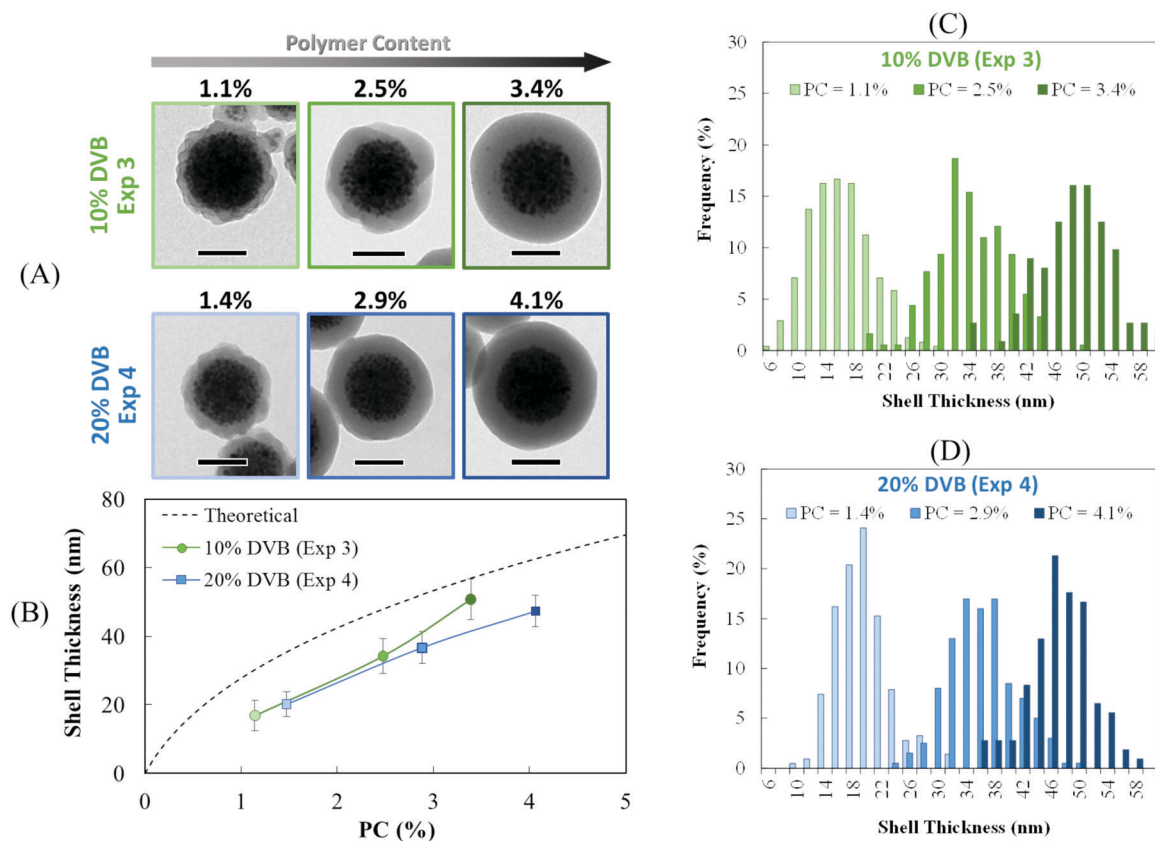 Polymer Content
1.1% 2.5% 3.4%
10% DVB
Exp 3
(A)
1.4% 2.9% 4.1%
20% DVB
Exp 4
(B)
80
60
40
20
0
Shell Thickness (nm)
Theoretical
10% DVB (Exp 3)
20% DVB (Exp 4)
0 1 2 3 4 5
PC (%)
(C)
30
25
20
15
10
5
0
Frequency (%)
10% DVB (Exp 3)
PC = 1.1% PC = 2.5% PC = 3.4%
6 10 14 18 22 26 30 34 38 42 46 50 54 58
Shell Thickness (nm)
(D)
30
25
20
15
10
5
0
Frequency (%)
20% DVB (Exp 4)
PC = 1.4% PC = 2.9% PC = 4.1%
6 10 14 18 22 26 30 34 38 42 46 50 54 58
Shell Thickness (nm)